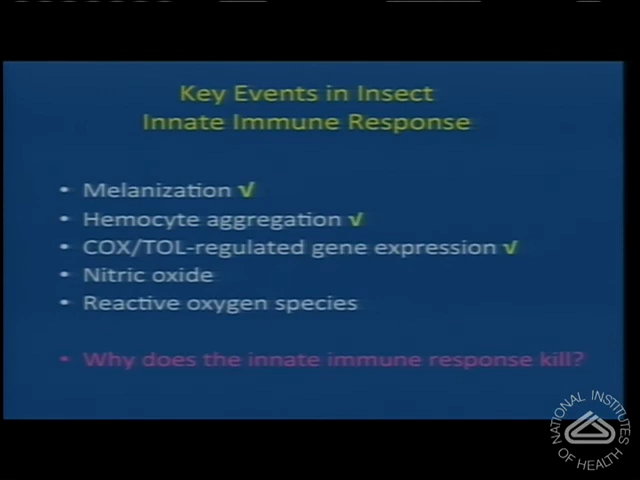 Key Events in Insect
Innate Immune Response
• Melanization √
• Hemocyte aggregation √
• COX/TOL-regulated gene expression √
• Nitric oxide
• Reactive oxygen species
• Why does the innate immune response kill?
NATIONAL INSTITUTES
OF HEALTH